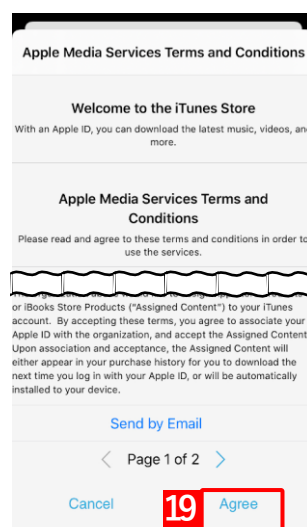 Apple Media Services Terms and Conditions
Welcome to the iTunes Store
With an Apple ID, you can download the latest music, videos, and
more.
Apple Media Services Terms and
Conditions
Please read and agree to these terms and conditions in order to
use the services.
or iBooks Store Products ("Assigned Content") to your iTunes
account. By accepting these terms, you agree to associate your
Apple ID with the organization, and accept the Assigned Content
Upon association and acceptance, the Assigned Content will
either appear in your purchase history for you to download the
next time you log in with your Apple ID, or will be automatically
installed to your device.
Send by Email
Page 1 of 2
Cancel
19
Agree